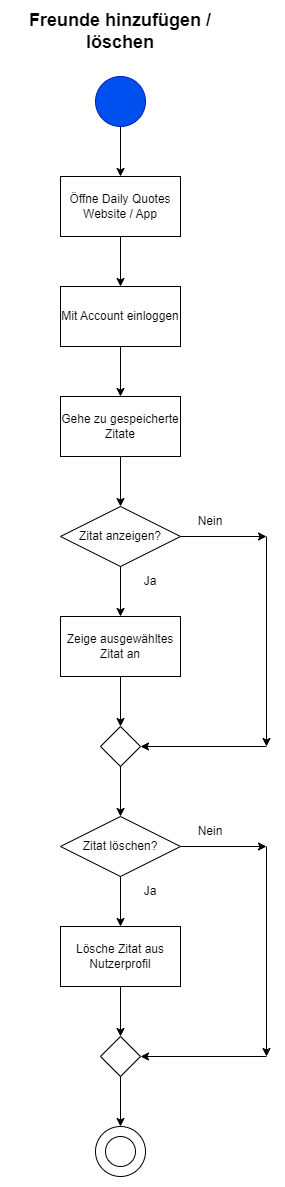 Freunde hinzufügen /
löschen
Öffne Daily Quotes
Website / App
Mit Account einloggen
Gehe zu gespeicherte
Zitate
Zitat anzeigen?
Nein
Ja
Zeige ausgewähltes
Zitat an
Zitat löschen?
Nein
Ja
Lösche Zitat aus
Nutzerprofil